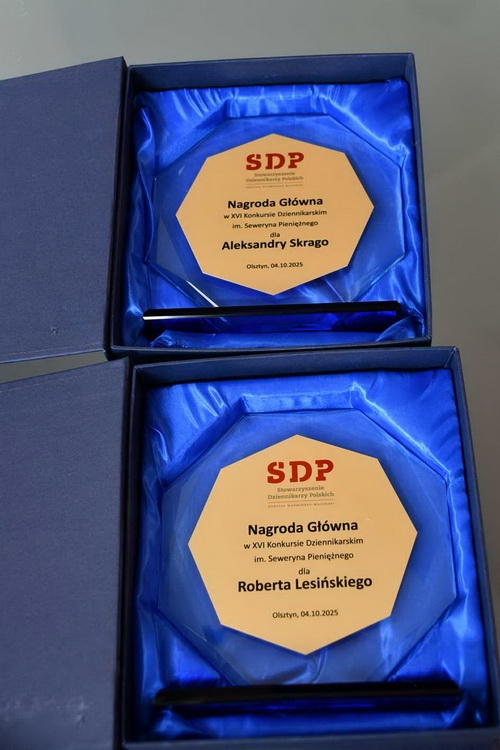 SDP
Stowarzyszenie
Dziennikarzy Polskich
Nagroda Główna
w XVI Konkursie Dziennikarskim
im. Seweryna Pieniężnego
dla
Aleksandry Skrago
Olsztyn, 04.10.2025
SDP
Stowarzyszenie
Dziennikarzy Polskich
Nagroda Główna
w XVI Konkursie Dziennikarskim
im. Seweryna Pieniężnego
dla
Roberta Lesińskiego
Olsztyn, 04.10.2025